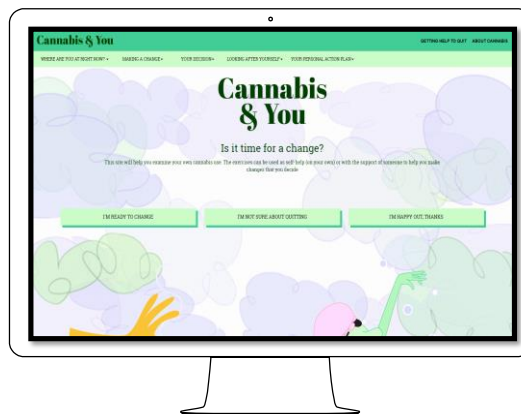 Cannabis & You
GETTING HELP TO QUIT ABOUT CANNABIS
WHERE ARE YOU AT RIGHT NOW? MAKING A CHANGE YOUR DECISION LOOKING AFTER YOURSELF YOUR PERSONAL ACTION PLAN
Cannabis
& You
Is it time for a change?
This site will help you examine your own cannabis use. The exercises can be used as self-help (on your own) or with the support of someone to help you make
changes that you decide
I'M READY TO CHANGE I'M NOT SURE ABOUT QUITTING I'M HAPPY THANKS